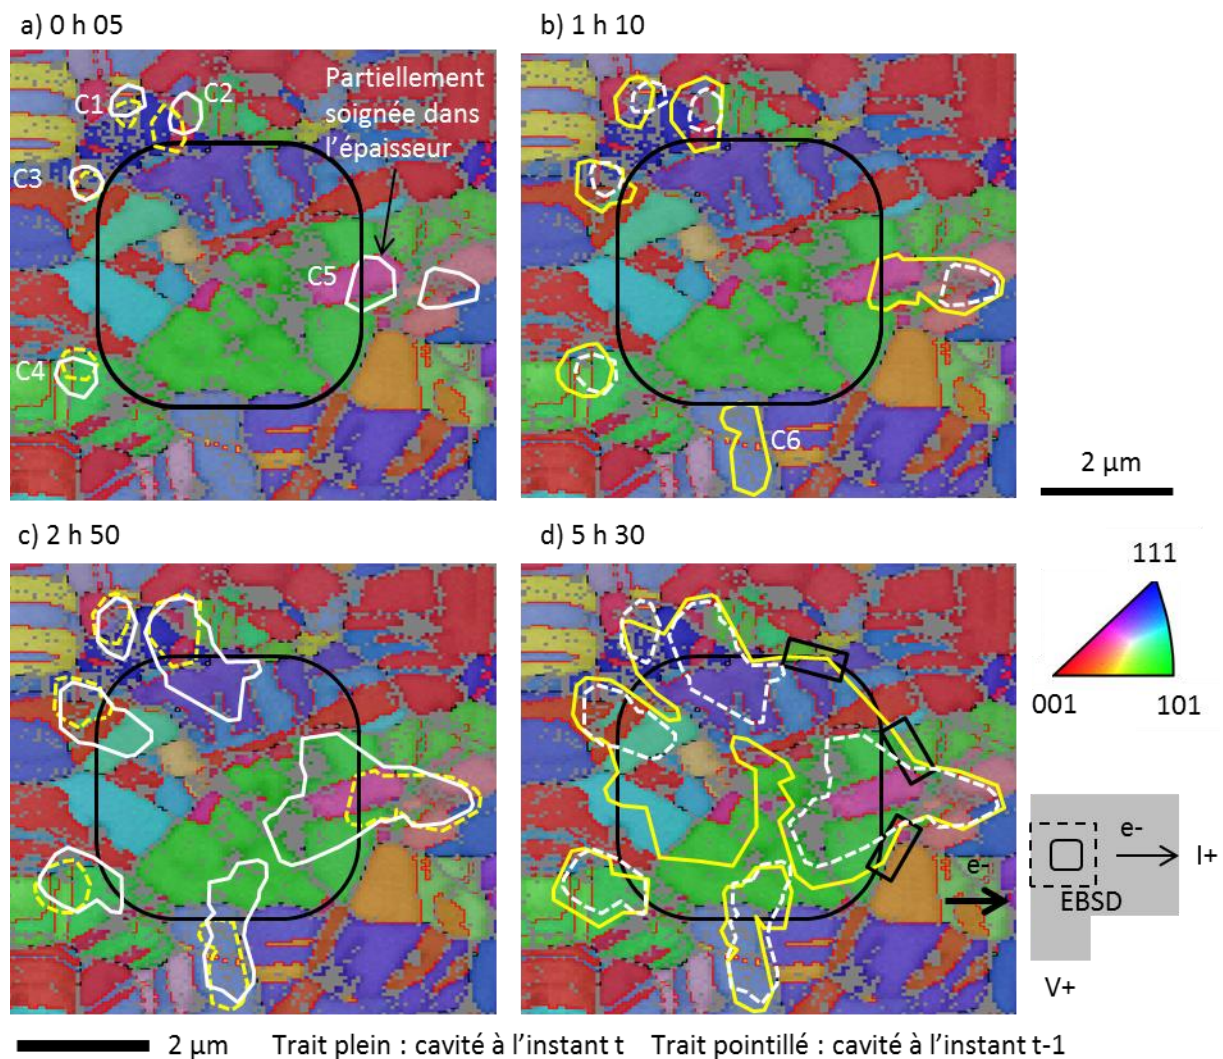 a) 0 h 05
b) 1 h 10
C1
C2
Partiellement
soignée dans
l'épaisseur
C3
C5
C4
C6
2 µm
c) 2 h 50
d) 5 h 30
111
001
101
e-
e-
I+
EBSD
V+
2 µm
Trait plein : cavité à l'instant t
Trait pointillé : cavité à l'instant t-1